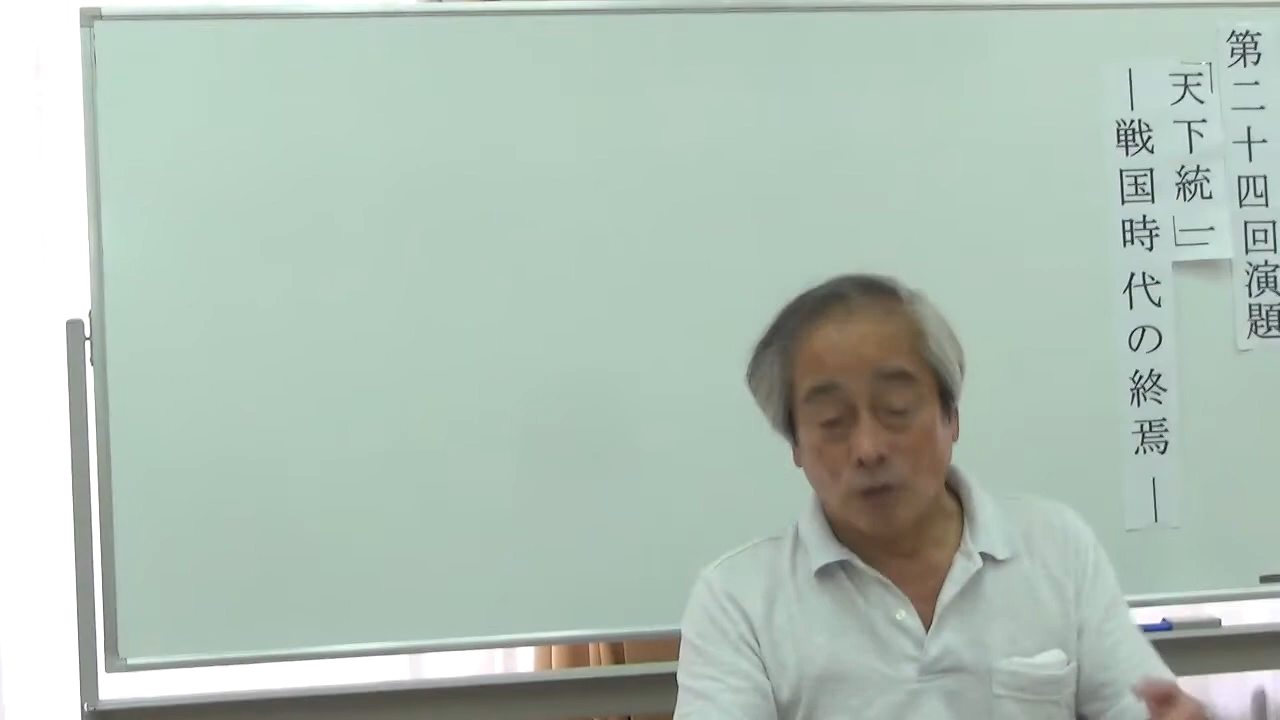 第二十四回演題
「天下統一」
―戦国時代の終焉―